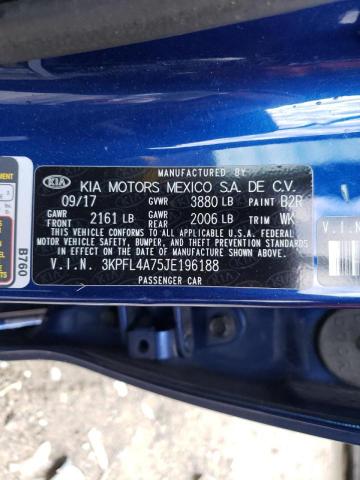 MANUFACTURED BY
KIA KIA MOTORS MEXICO S.A. DE C.V.
09/17 GVWR 3880 LB PAINT B2R
GAWR FRONT 2161 LB GAWR REAR 2006 LB TRIM WK
THIS VEHICLE CONFORMS TO ALL APPLICABLE FEDERAL
MOTOR VEHICLE SAFETY, BUMPER, AND THEFT PREVENTION STANDARDS
IN EFFECT ON THE DATE OF MANUFACTURE SHOWN ABOVE.
V.I.N. 3KPFL4A75JE196188
PASSENGER CAR
B760
V.I.N